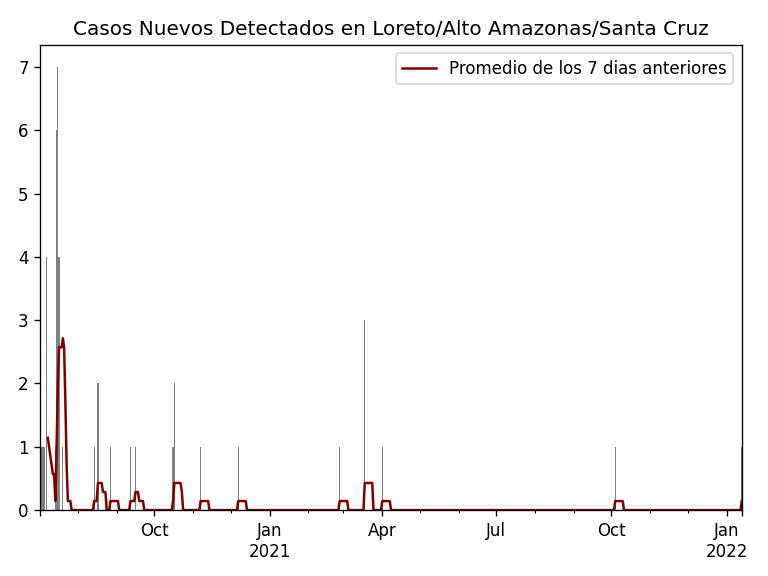 Casos Nuevos Detectados en Loreto/Alto Amazonas/Santa Cruz
Promedio de los 7 dias anteriores
7
6
5
4
3
2
1
0
Oct
Jan
2021
Apr
Jul
Oct
Jan
2022